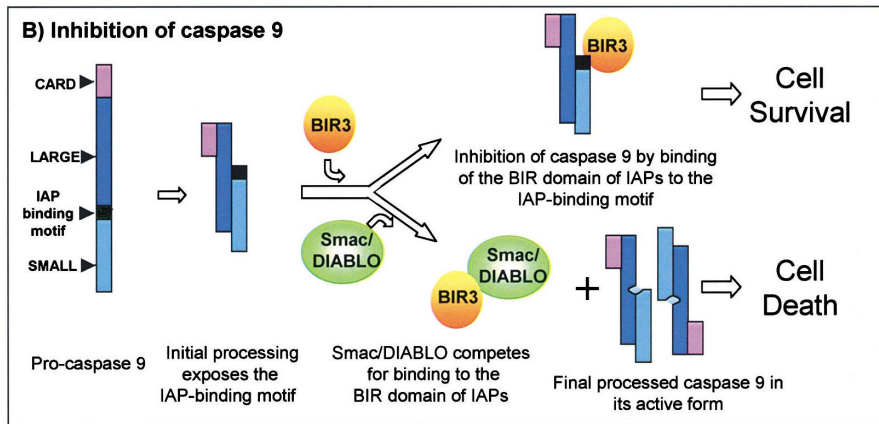 B) Inhibition of caspase 9
CARD
LARGE
IAP
binding
motif
SMALL
Pro-caspase 9
Initial processing
exposes the
IAP-binding motif
BIR3
Smac/
DIABLO
Smac/DIABLO competes
for binding to the
BIR domain of IAPs
BIR3
Inhibition of caspase 9 by binding
of the BIR domain of IAPs to the
IAP-binding motif
Cell
Survival
Smac/
DIABLO
BIR3
+
Final processed caspase 9 in
its active form
Cell
Death